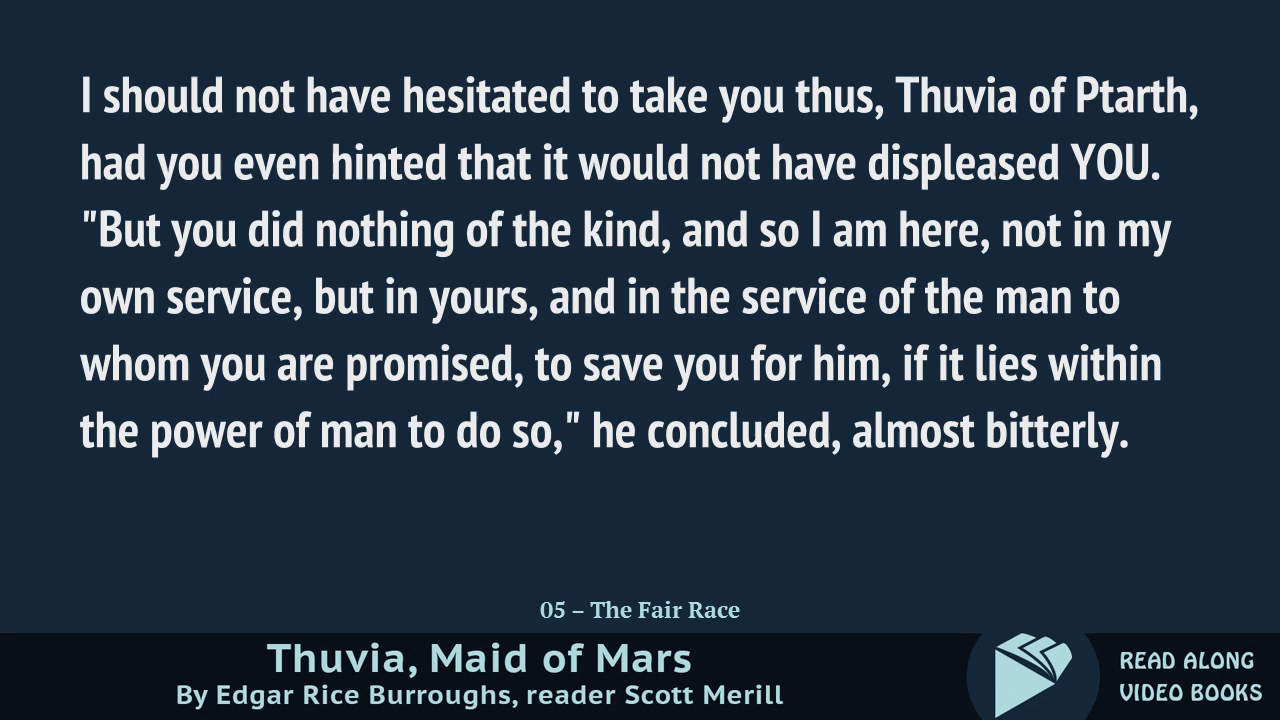 I should not have hesitated to take you thus, Thuvia of Ptarth,
had you even hinted that it would not have displeased YOU.
"But you did nothing of the kind, and so I am here, not in my
own service, but in yours, and in the service of the man to
whom you are promised, to save you for him, if it lies within
the power of man to do so," he concluded, almost bitterly.
05 – The Fair Race
Thuvia, Maid of Mars
By Edgar Rice Burroughs, reader Scott Merill
READ ALONG
VIDEO BOOKS